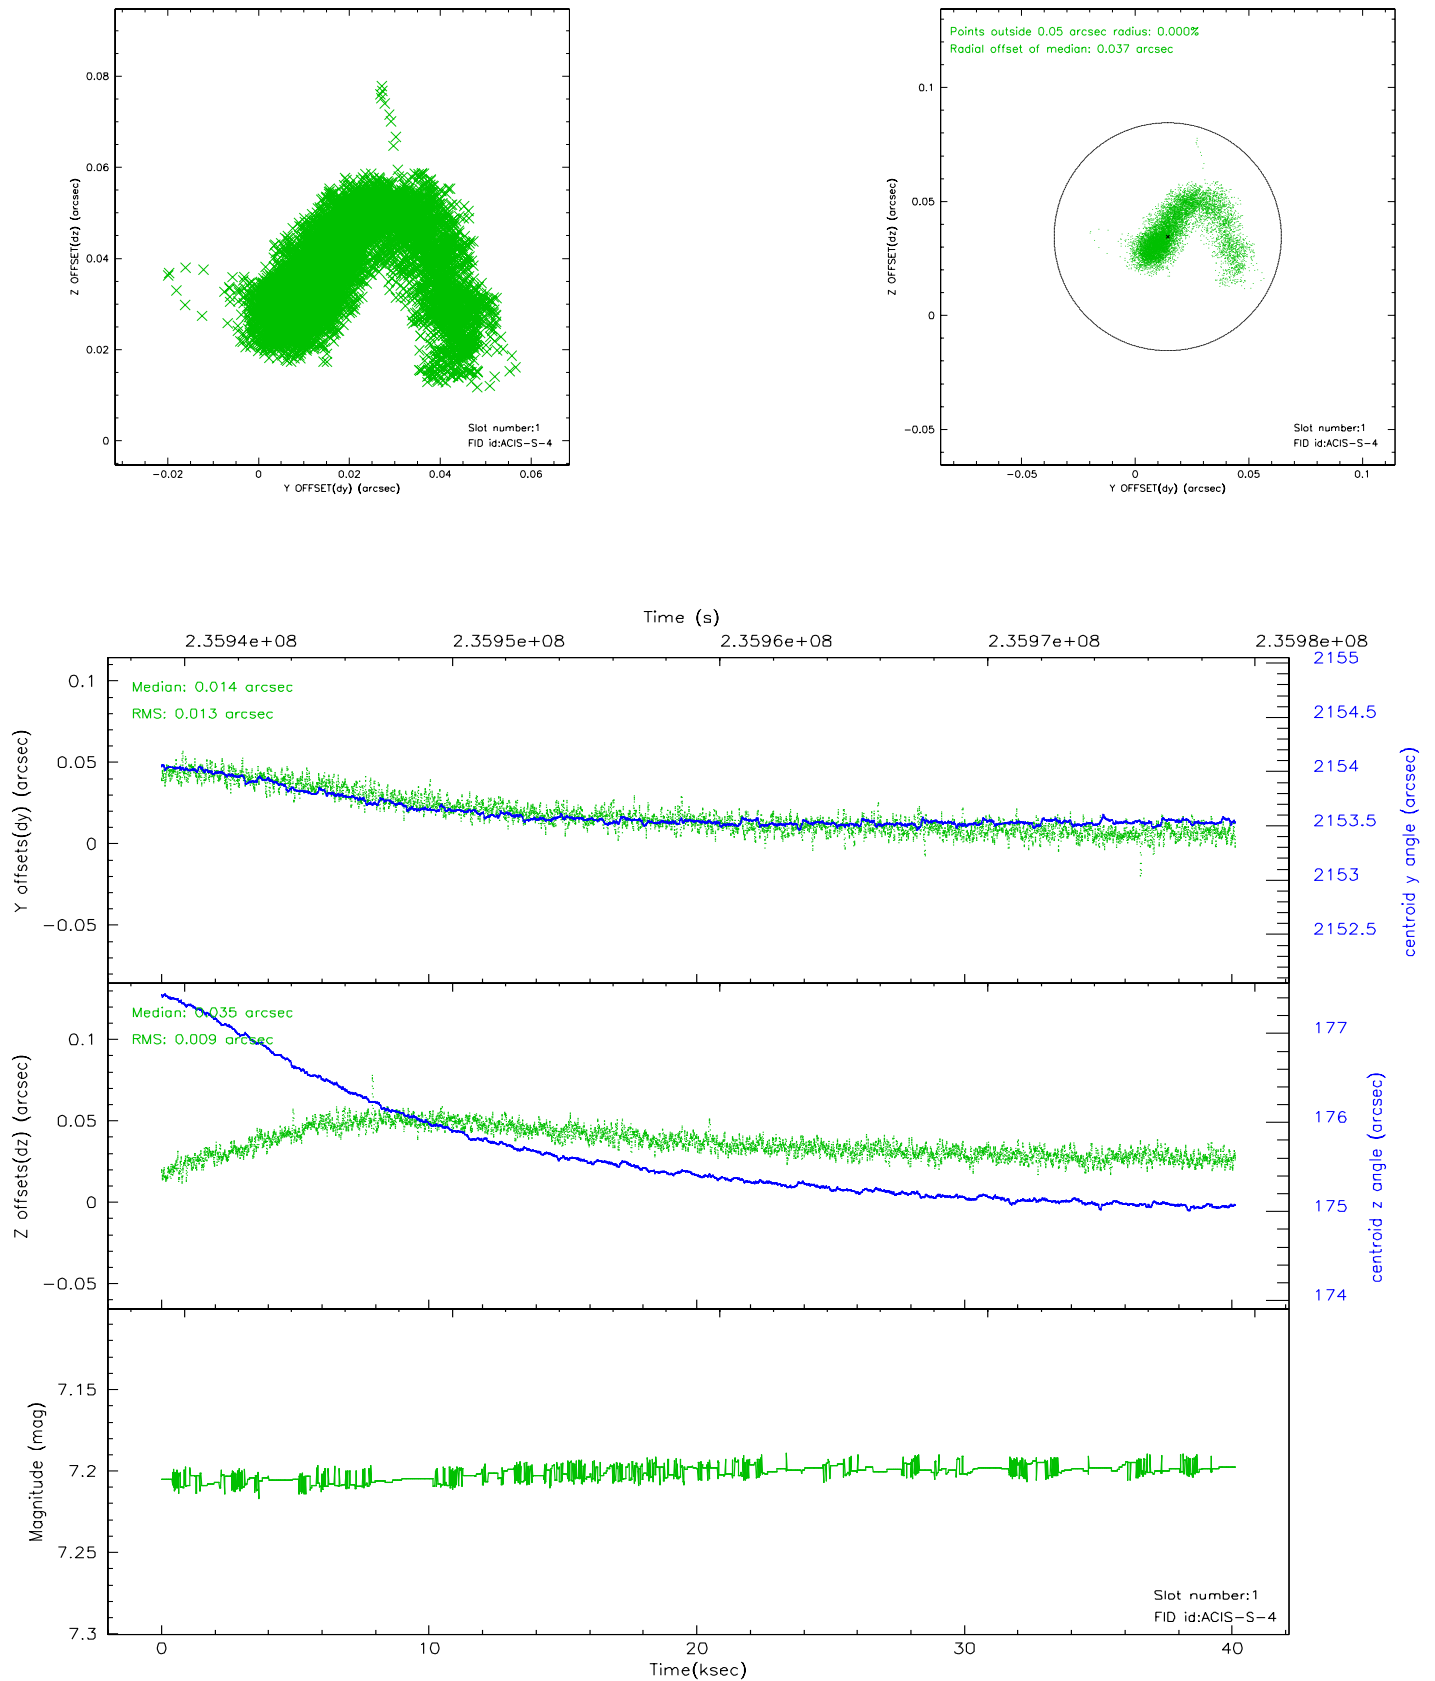 0.08
0.06
0.04
0.02
0
Z OFFSET(dz) (arcsec)
Slot number:1
FID id:ACIS-S-4
-0.02 0 0.02 0.04 0.06
Y OFFSET(dy) (arcsec)
Points outside 0.05 arcsec radius: 0.000%
Radial offset of median: 0.037 arcsec
0.1
0.05
0
-0.05
Z OFFSET(dz) (arcsec)
Slot number:1
FID id:ACIS-S-4
-0.05 0 0.05 0.1
Y OFFSET(dy) (arcsec)
Time (s)
2.3594e+08 2.3595e+08 2.3596e+08 2.3597e+08 2.3598e+08
Median: 0.014 arcsec
RMS: 0.013 arcsec
0.1
0.05
0
-0.05
Y offsets(dy) (arcsec)
2155
2154.5
2154
2153.5
2153
2152.5
centroid y angle (arcsec)
Median: 0.035 arcsec
RMS: 0.009 arcsec
0.1
0.05
0
-0.05
Z offsets(dz) (arcsec)
177
176
175
174
centroid z angle (arcsec)
7.15
7.2
7.25
7.3
Magnitude (mag)
Slot number:1
FID id:ACIS-S-4
0 10 20 30 40
Time(ksec)